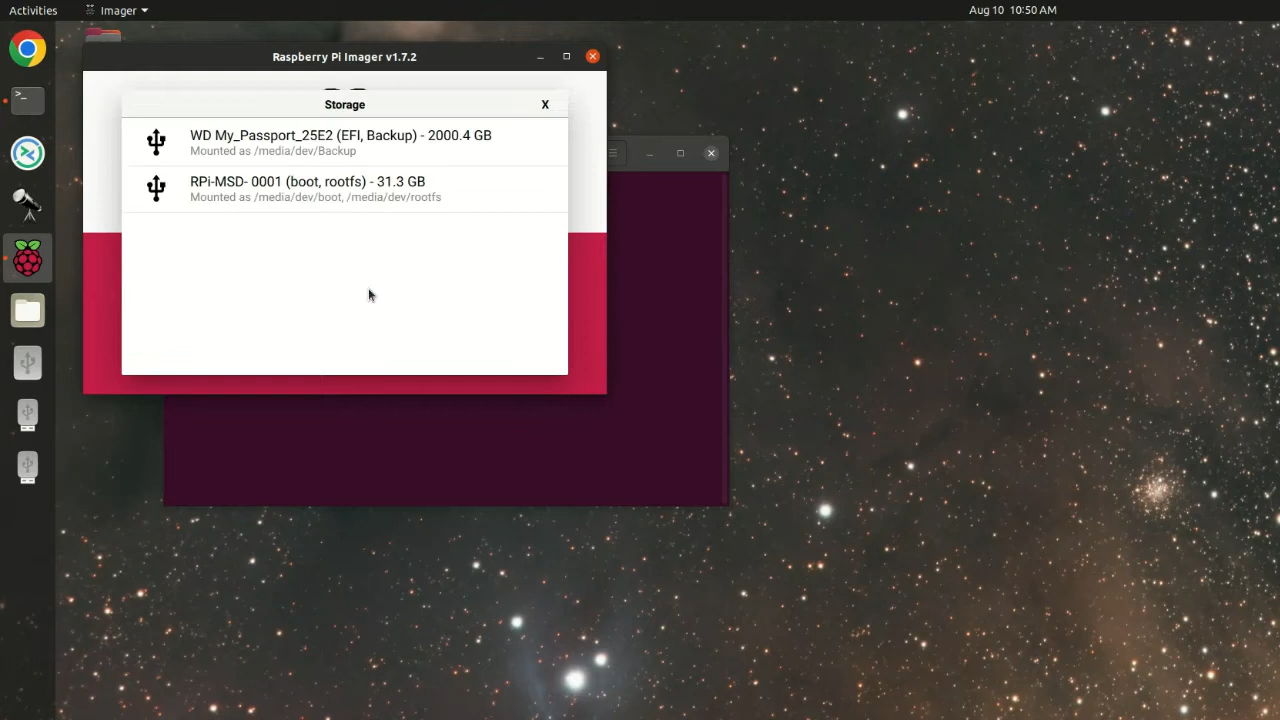 Activities
Imager
Aug 10 10:50 AM
Raspberry Pi Imager v1.7.2
Storage
X
WD My_Passport_25E2 (EFI, Backup) - 2000.4 GB
Mounted as /media/dev/Backup
RPi-MSD- 0001 (boot, rootfs) - 31.3 GB
Mounted as /media/dev/boot, /media/dev/rootfs